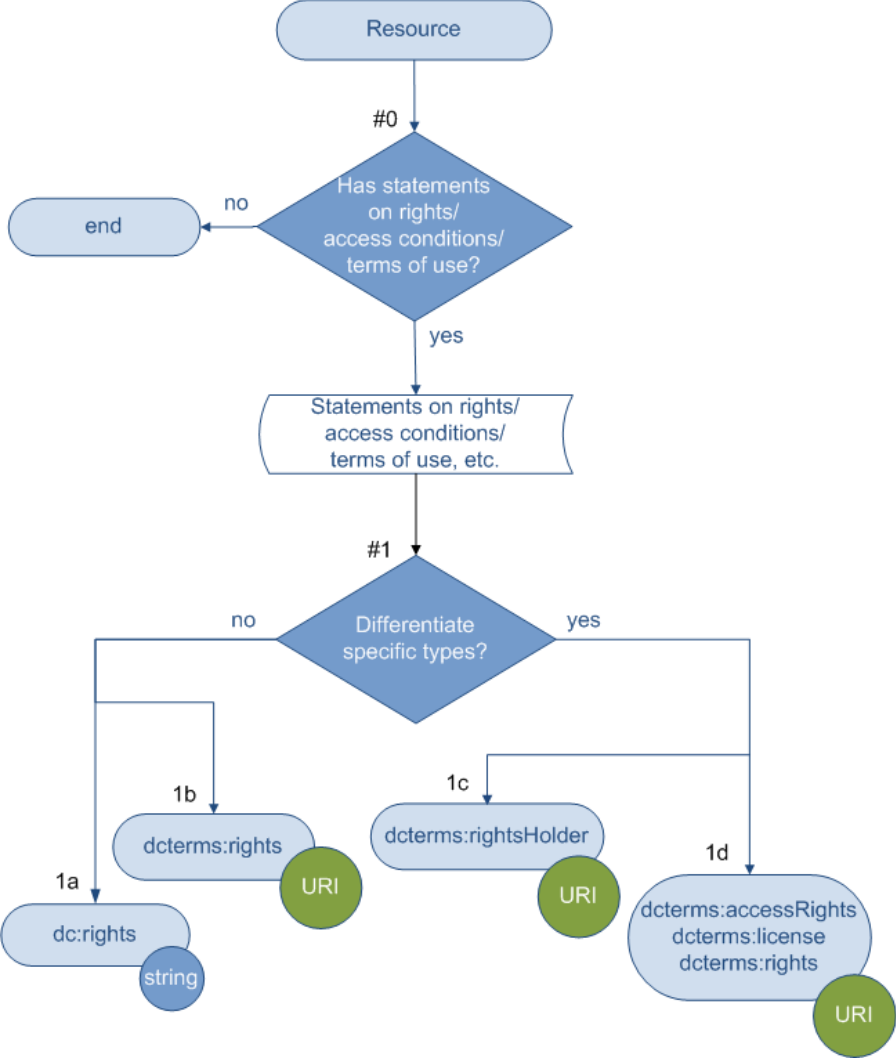 Resource
#0
Has statements
on rights/
access conditions/
terms of use?
no
end
yes
Statements on rights/
access conditions/
terms of use, etc.
#1
Differentiate
specific types?
no
yes
1a
dc:rights
string
1b
dcterms:rights
URI
1c
dcterms:rightsHolder
URI
1d
dcterms:accessRights
dcterms:license
dcterms:rights
URI